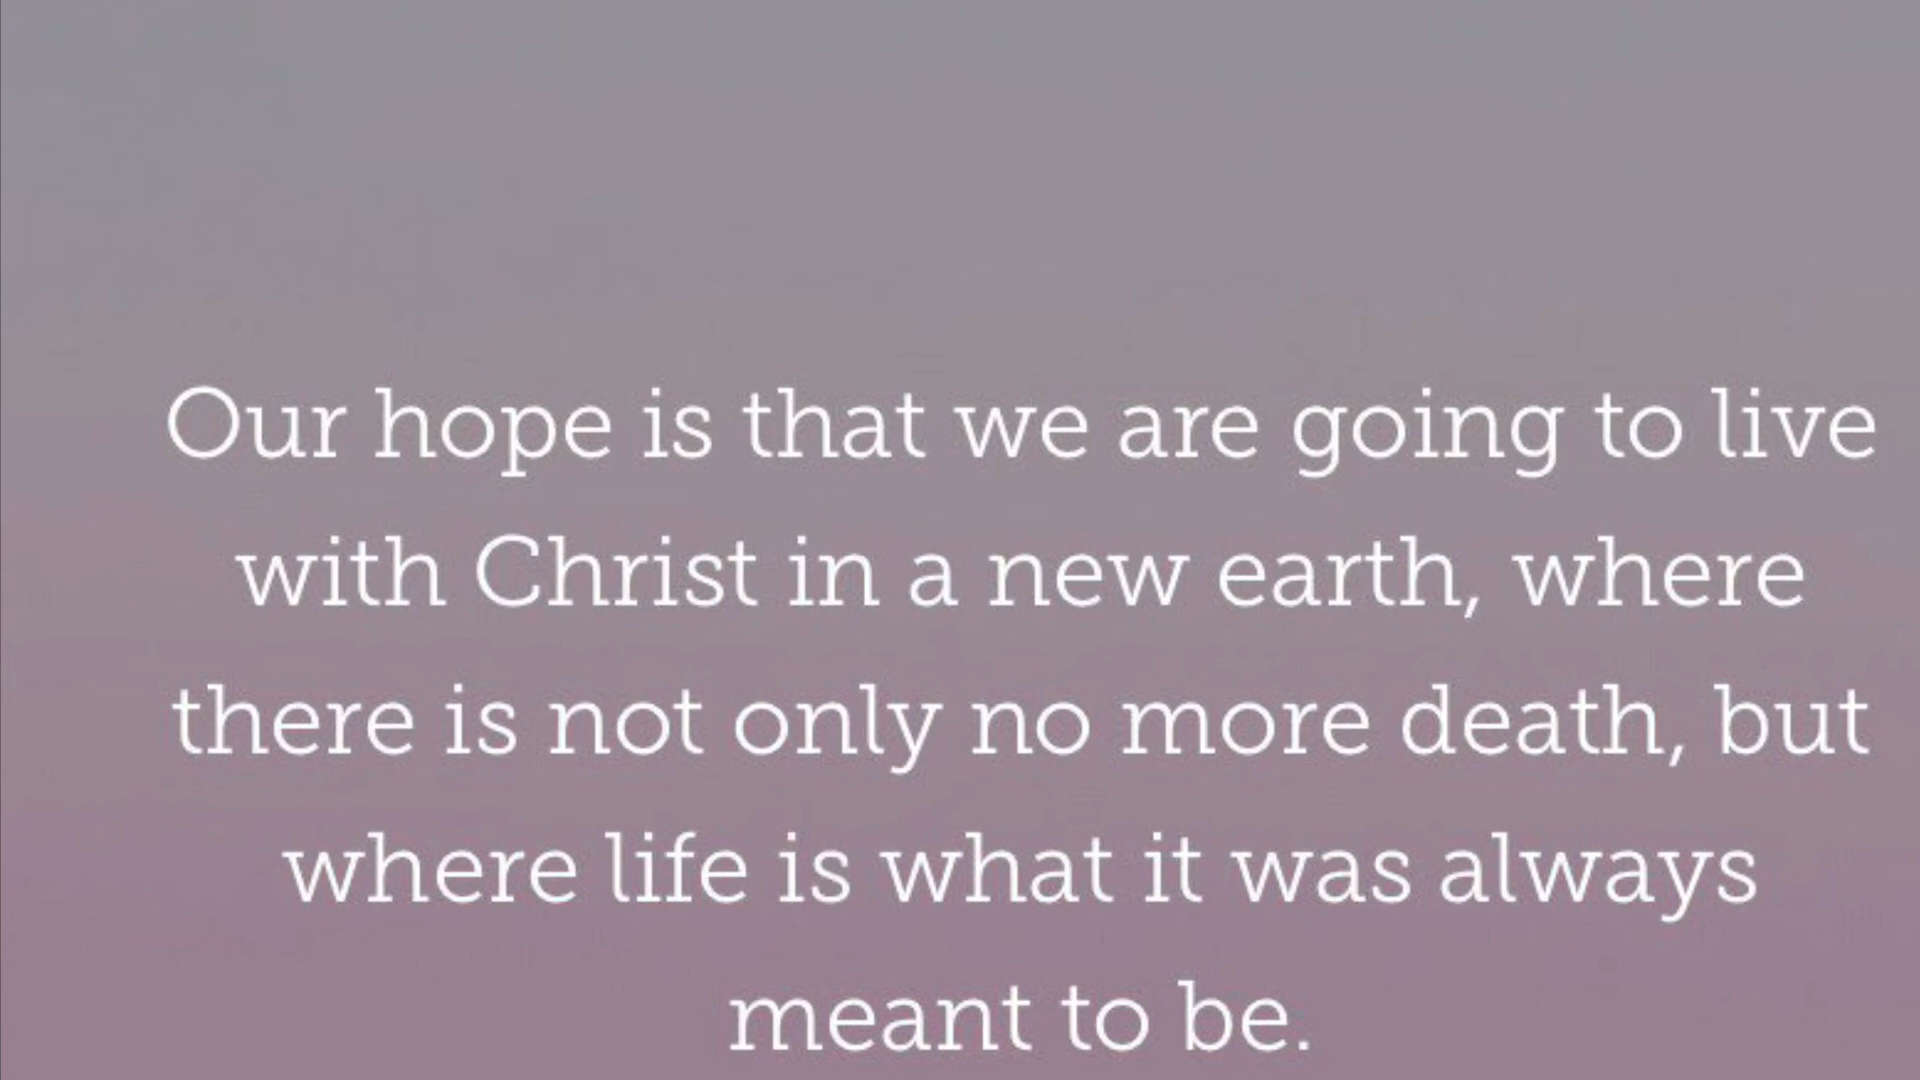 Our hope is that we are going to live
with Christ in a new earth, where
there is not only no more death, but
where life is what it was always
meant to be.